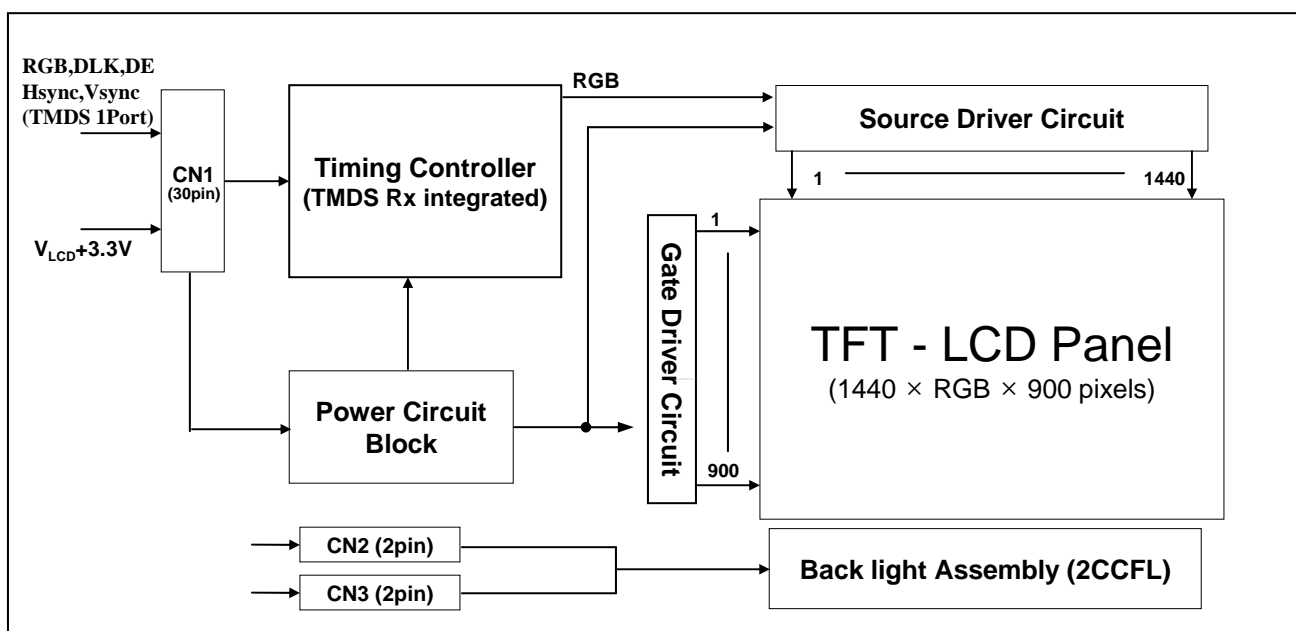 RGB,DLK,DE
Hsync,Vsync
(TMDS 1Port)
V_LCD+3.3V
CN1
(30pin)
Timing Controller
(TMDS Rx integrated)
RGB
Source Driver Circuit
1
1440
Power Circuit
Block
Gate Driver Circuit
1
900
TFT - LCD Panel
(1440 × RGB × 900 pixels)
CN2 (2pin)
CN3 (2pin)
Back light Assembly (2CCFL)